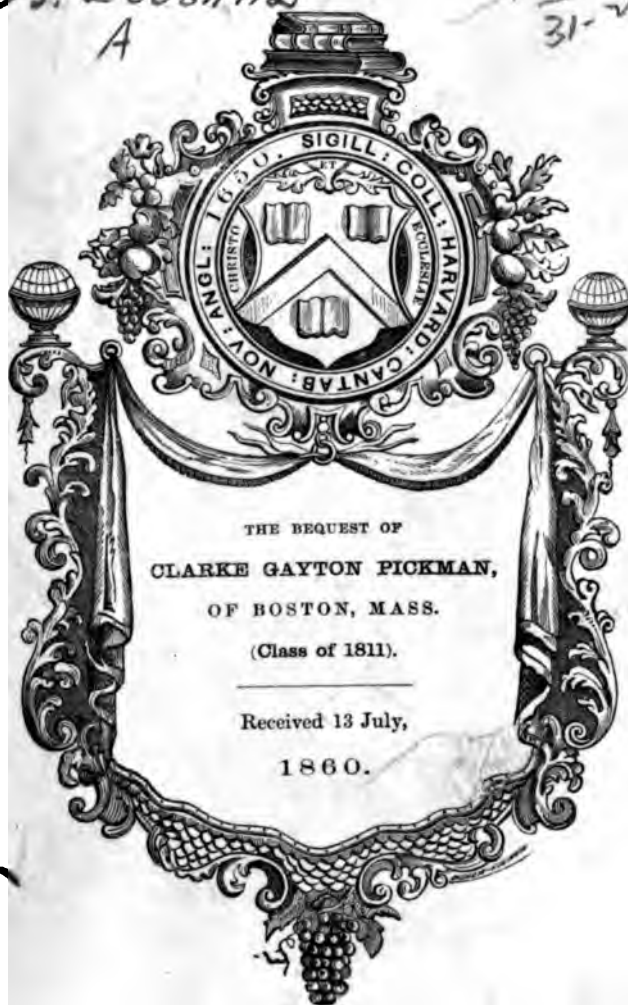 A
31-
SIGILL: COLL: HARVARD: CANTAB: NOV: ANGL: 1650.
ET
CHRISTO
ECCLESIÆ
THE BEQUEST OF
CLARKE GAYTON PICKMAN,
OF BOSTON, MASS.
(Class of 1811).
Received 13 July,
1860.